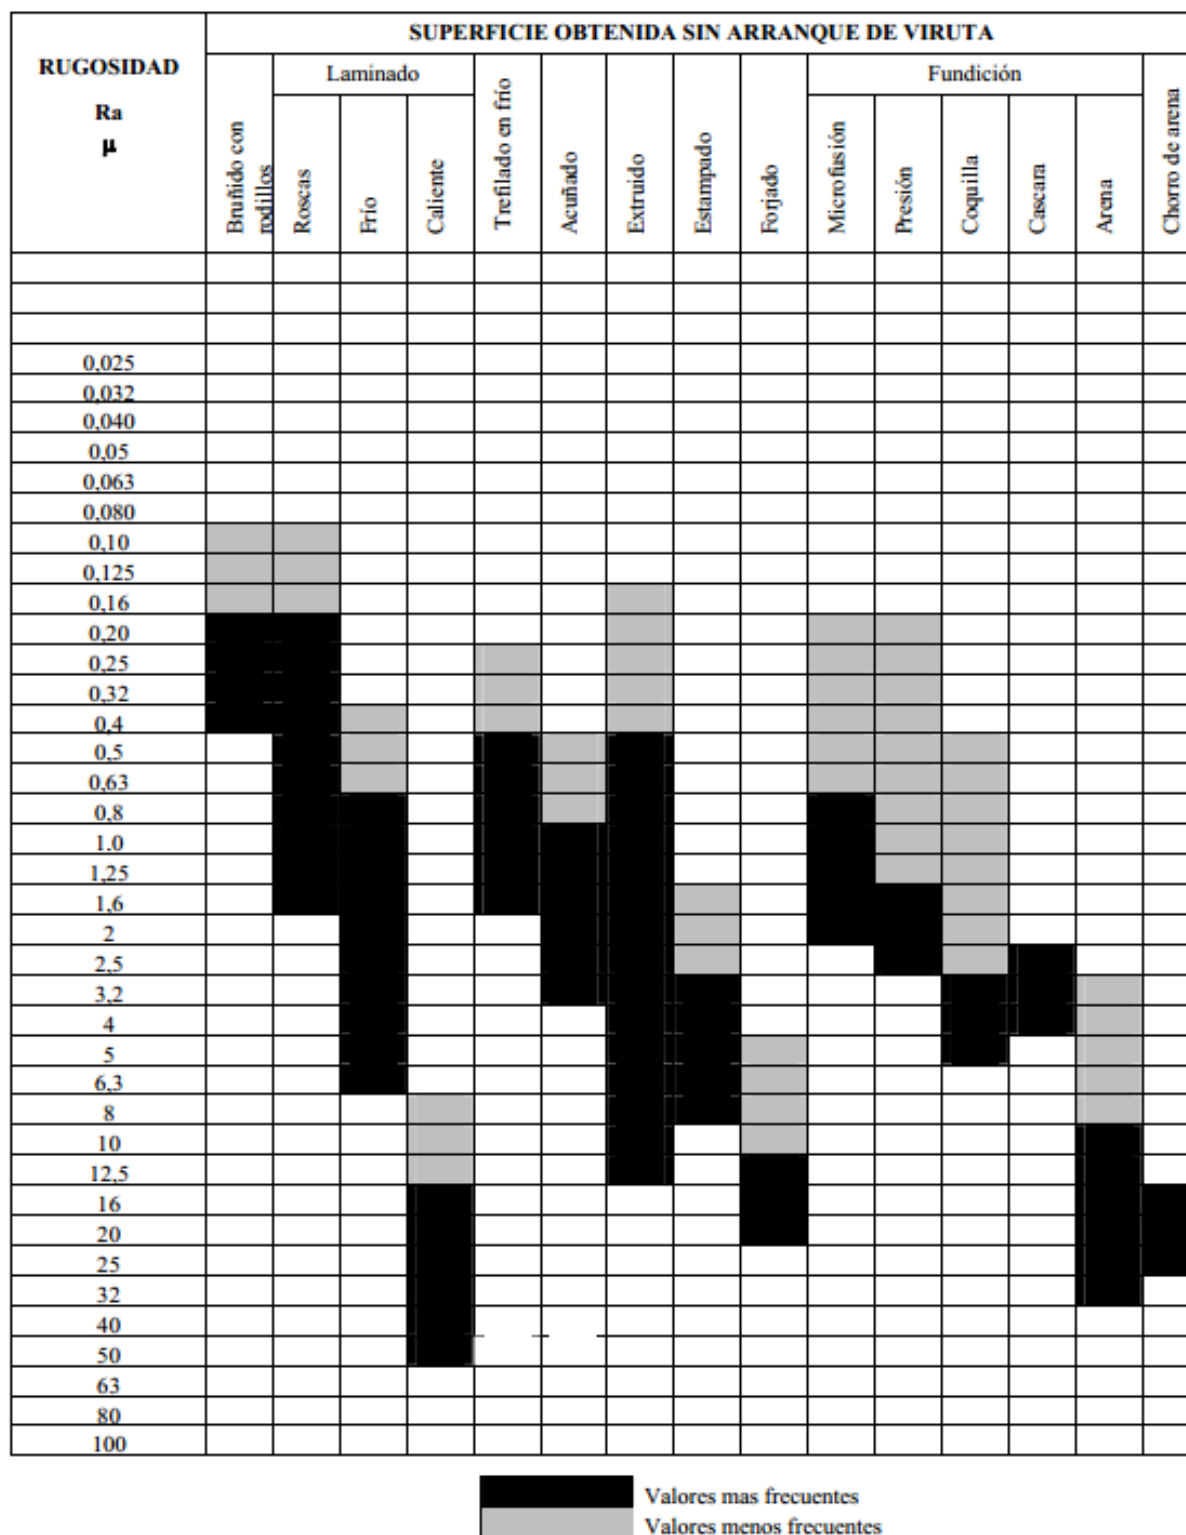 SUPERFICIE OBTENIDA SIN ARRANQUE DE VIRUTA
RUGOSIDAD
Ra
μ
Laminado
Fundición
Bruñido con
rodillos
Roscas
Frío
Caliente
Trefilado en frío
Acuñado
Extruido
Estampado
Forjado
Microfusión
Presión
Coquilla
Cascara
Arena
Chorro de arena
0,025
0,032
0,040
0,05
0,063
0,080
0,10
0,125
0,16
0,20
0,25
0,32
0,4
0,5
0,63
0,8
1.0
1,25
1,6
2
2,5
3,2
4
5
6,3
8
10
12,5
16
20
25
32
40
50
63
80
100
Valores mas frecuentes
Valores menos frecuentes